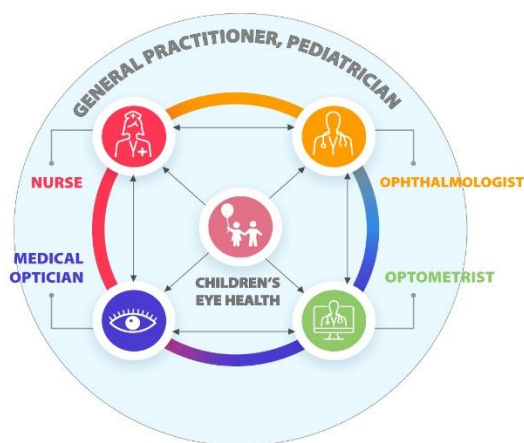 GENERAL PRACTITIONER, PEDIATRICIAN
NURSE
OPHTHALMOLOGIST
MEDICAL
OPTICIAN
CHILDREN'S
EYE HEALTH
OPTOMETRIST